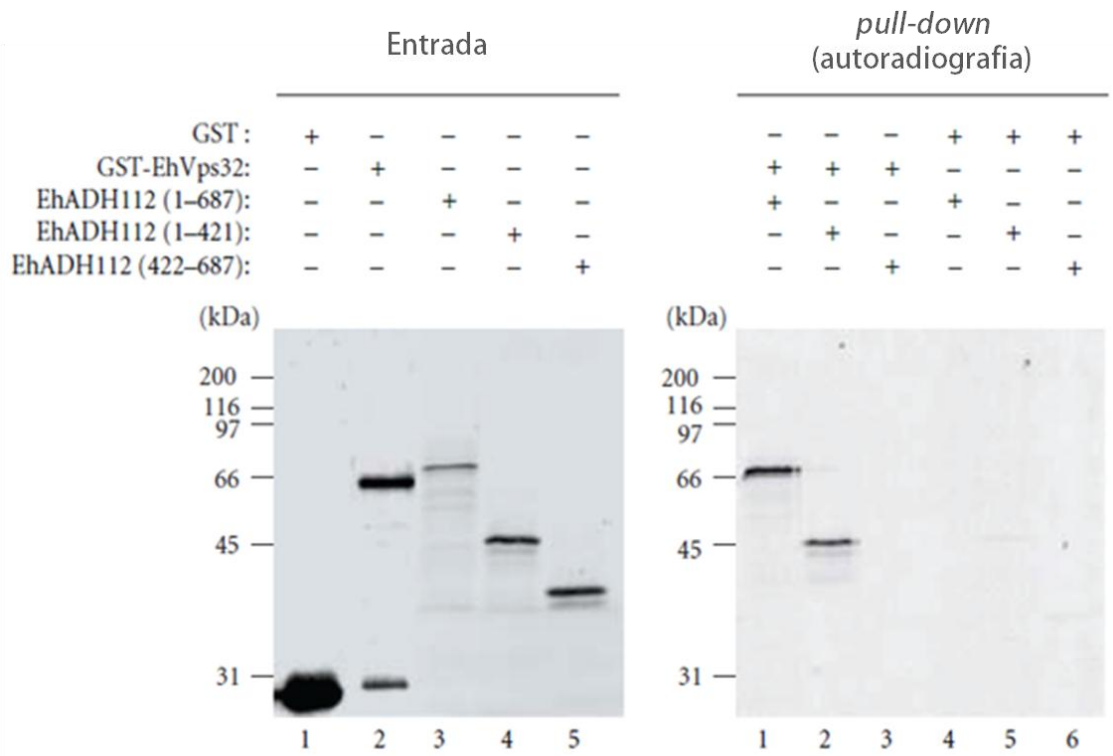 Entrada
GST : + – – – –
GST-EhVps32: – + – – –
EhADH112 (1–687): – – + – –
EhADH112 (1–421): – – – + –
EhADH112 (422–687): – – – – +
(kDa)
200
116
97
66
45
31
1 2 3 4 5
pull-down
(autoradiografia)
– – – + + +
+ + + – – –
+ – – + – –
– + – – + –
– – + – – +
(kDa)
200
116
97
66
45
31
1 2 3 4 5 6